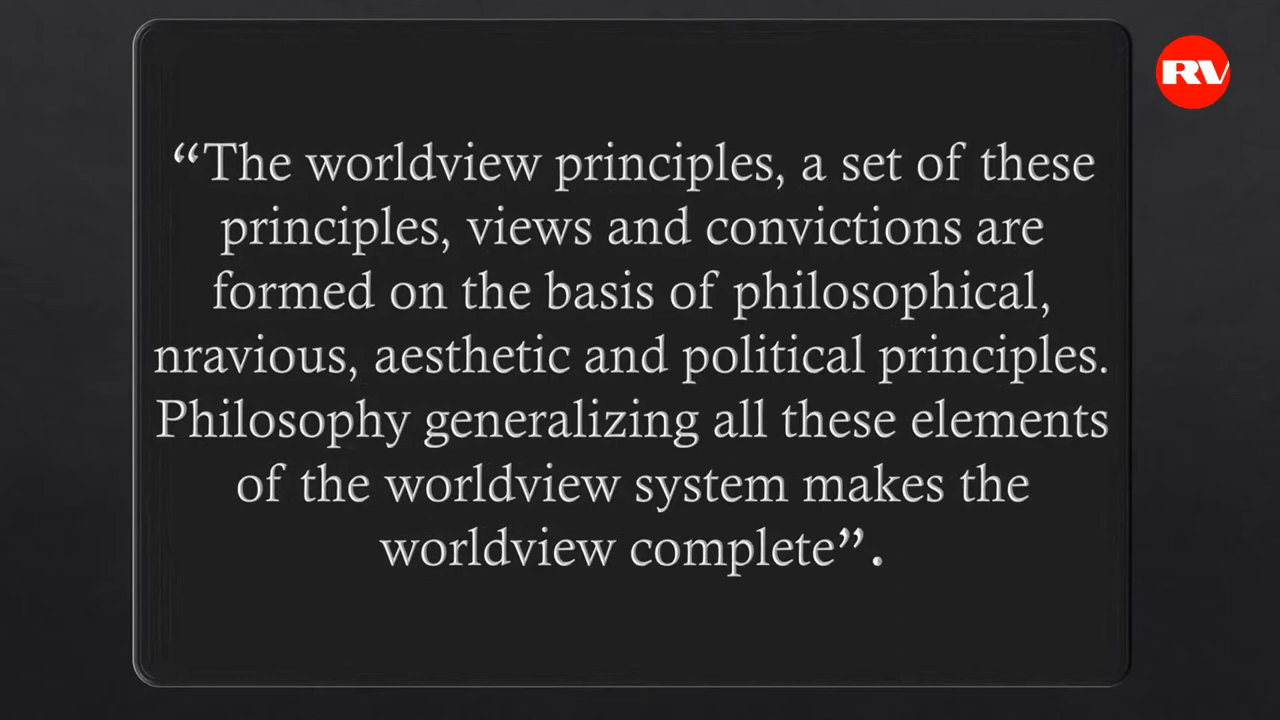 RV
“The worldview principles, a set of these
principles, views and convictions are
formed on the basis of philosophical,
nravious, aesthetic and political principles.
Philosophy generalizing all these elements
of the worldview system makes the
worldview complete”.